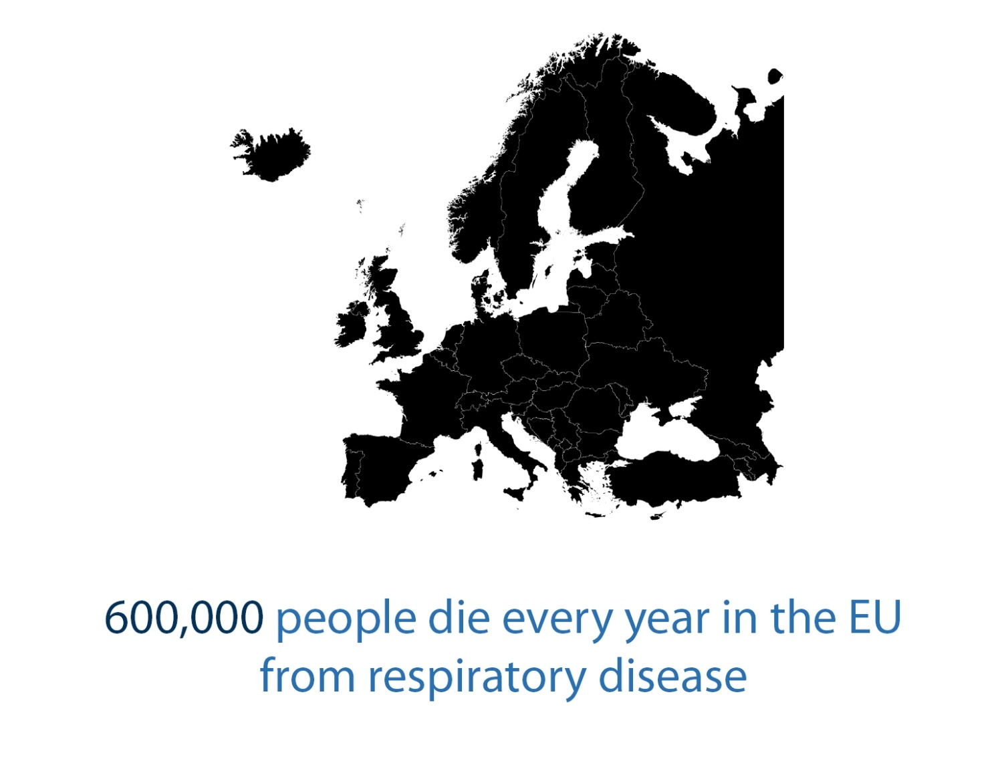 600,000 people die every year in the EU
from respiratory disease